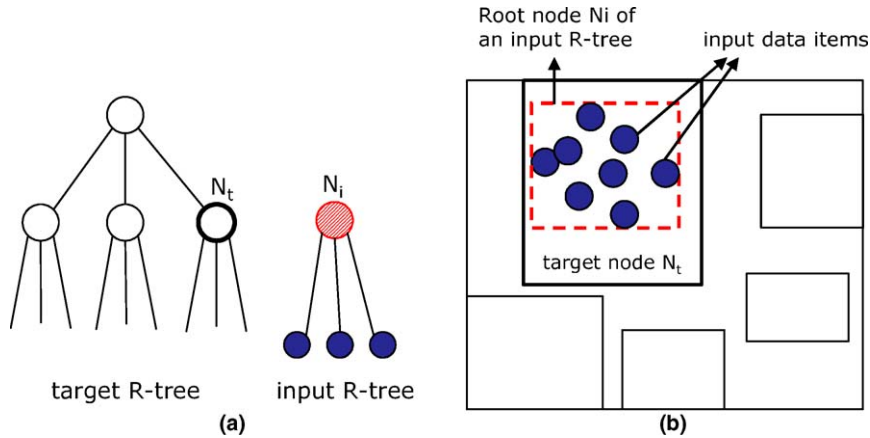 N_t
N_i
target R-tree
input R-tree
(a)
Root node Ni of
an input R-tree
input data items
target node N_t
(b)